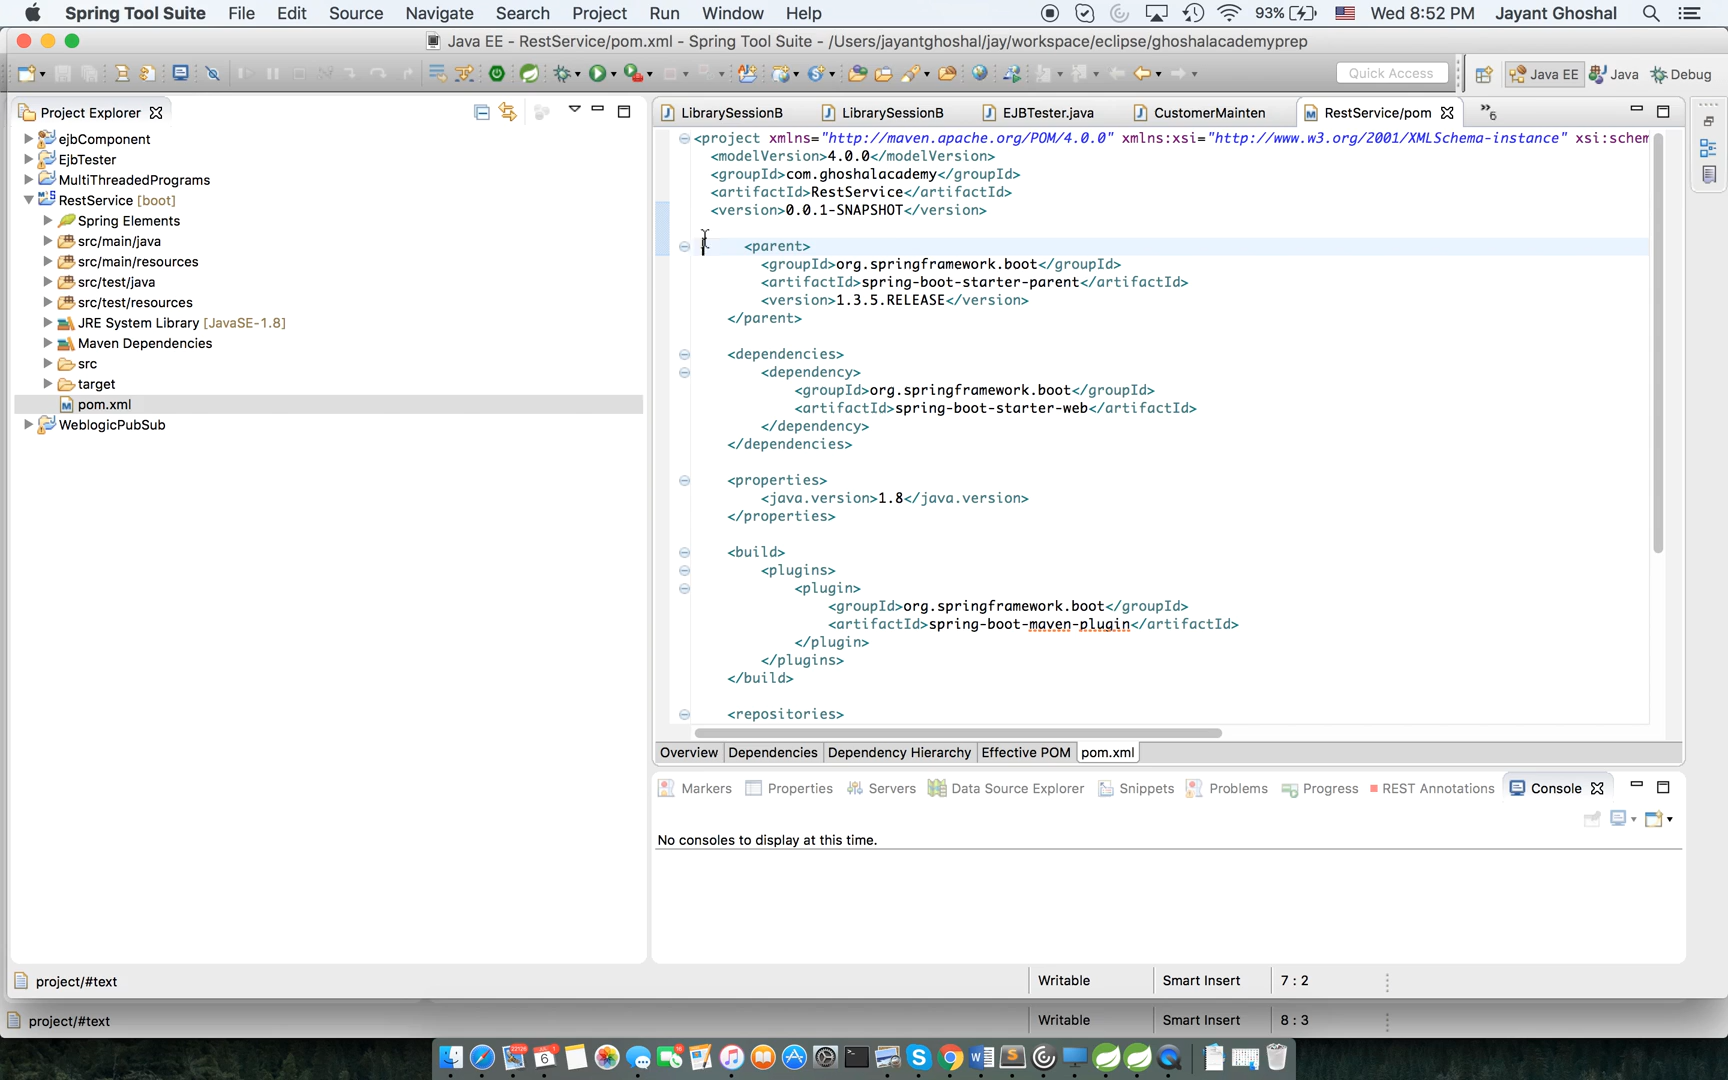 Spring Tool Suite File Edit Source Navigate Search Project Run Window Help 93% Wed 8:52 PM Jayant Ghoshal
Java EE - RestService/pom.xml - Spring Tool Suite - /Users/jayantghoshal/jay/workspace/eclipse/ghoshalacademyprep
Quick Access Java EE Java Debug
Project Explorer
ejbComponent
EjbTester
MultiThreadedPrograms
RestService [boot]
Spring Elements
src/main/java
src/main/resources
src/test/java
src/test/resources
JRE System Library [JavaSE-1.8]
Maven Dependencies
src
target
pom.xml
WeblogicPubSub
LibrarySessionB LibrarySessionB EJBTester.java CustomerMainten RestService/pom »6
<project xmlns="http://maven.apache.org/POM/4.0.0" xmlns:xsi="http://www.w3.org/2001/XMLSchema-instance" xsi:schem
<modelVersion>4.0.0</modelVersion>
<groupId>com.ghoshalacademy</groupId>
<artifactId>RestService</artifactId>
<version>0.0.1-SNAPSHOT</version>
<parent>
<groupId>org.springframework.boot</groupId>
<artifactId>spring-boot-starter-parent</artifactId>
<version>1.3.5.RELEASE</version>
</parent>
<dependencies>
<dependency>
<groupId>org.springframework.boot</groupId>
<artifactId>spring-boot-starter-web</artifactId>
</dependency>
</dependencies>
<properties>
<java.version>1.8</java.version>
</properties>
<build>
<plugins>
<plugin>
<groupId>org.springframework.boot</groupId>
<artifactId>spring-boot-maven-plugin</artifactId>
</plugin>
</plugins>
</build>
<repositories>
Overview Dependencies Dependency Hierarchy Effective POM pom.xml
Markers Properties Servers Data Source Explorer Snippets Problems Progress REST Annotations Console
No consoles to display at this time.
project/#text Writable Smart Insert 7 : 2
project/#text Writable Smart Insert 8 : 3